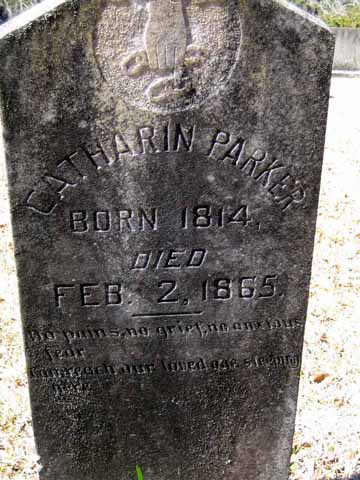 CATHARIN PARKER
BORN 1814.
DIED
FEB. 2, 1865.
No pains, no grief, no anxious
fear
Can reach our loved one sleeping
here.